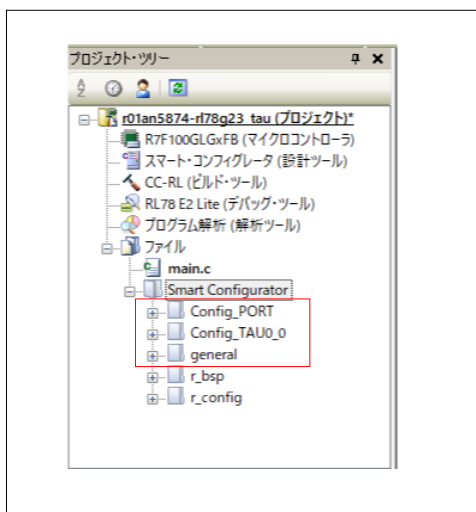 プロジェクト・ツリー
r01an5874-rl78g23_tau (プロジェクト)*
R7F100GLGxFB (マイクロコントローラ)
スマート・コンフィグレータ (設計ツール)
CC-RL (ビルド・ツール)
RL78 E2 Lite (デバッグ・ツール)
プログラム解析 (解析ツール)
ファイル
main.c
Smart Configurator
Config_PORT
Config_TAU0_0
general
r_bsp
r_config